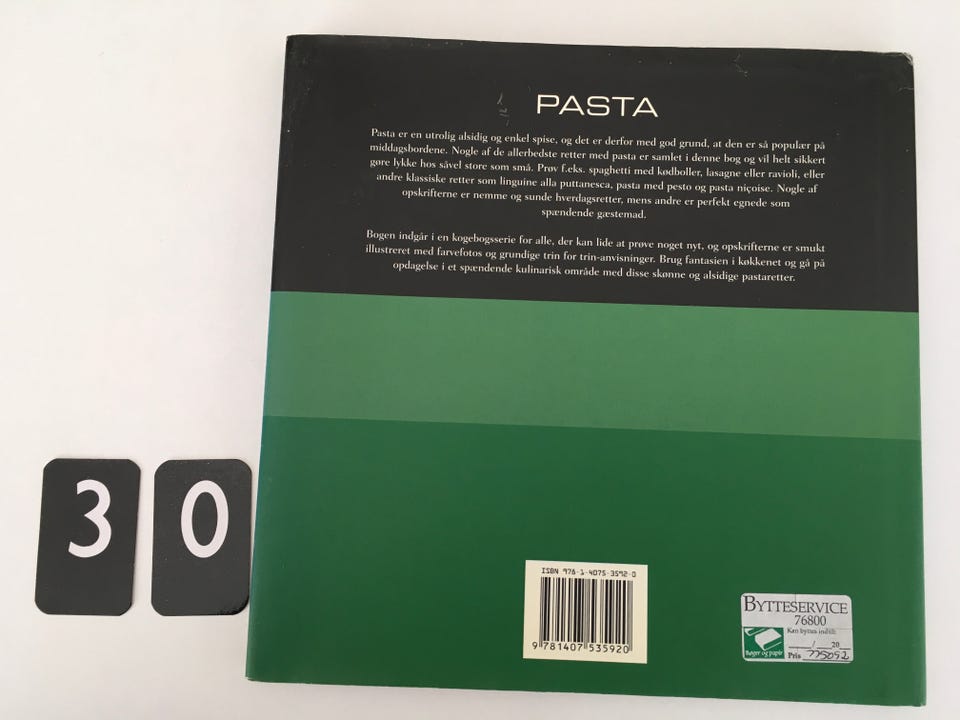 PASTA
Pasta er en utrolig alsidig og enkel spise, og det er derfor med god grund, at den er så populær på
middagsbordene. Nogle af de allerbedste retter med pasta er samlet i denne bog og vil helt sikkert
gøre lykke hos såvel store som små. Prøv f.eks. spaghetti med kødboller, lasagne eller ravioli, eller
andre klassiske retter som linguine alla puttanesca, pasta med pesto og pasta niçoise. Nogle af
opskrifterne er nemme og sunde hverdagsretter, mens andre er perfekt egnede som
spændende gæstemad.
Bogen indgår i en kogebogsserie for alle, der kan lide at prøve noget nyt, og opskrifterne er smukt
illustreret med farvefotos og grundige trin for trin-anvisninger. Brug fantasien i køkkenet og gå på
opdagelse i et spændende kulinarisk område med disse skønne og alsidige pastaretter.
30
ISBN 978-1-4075-3592-0
9 781407 535920
BYTTESERVICE
76800
Kan byttes indtil:
/ 20
Bøger og papir
Pris